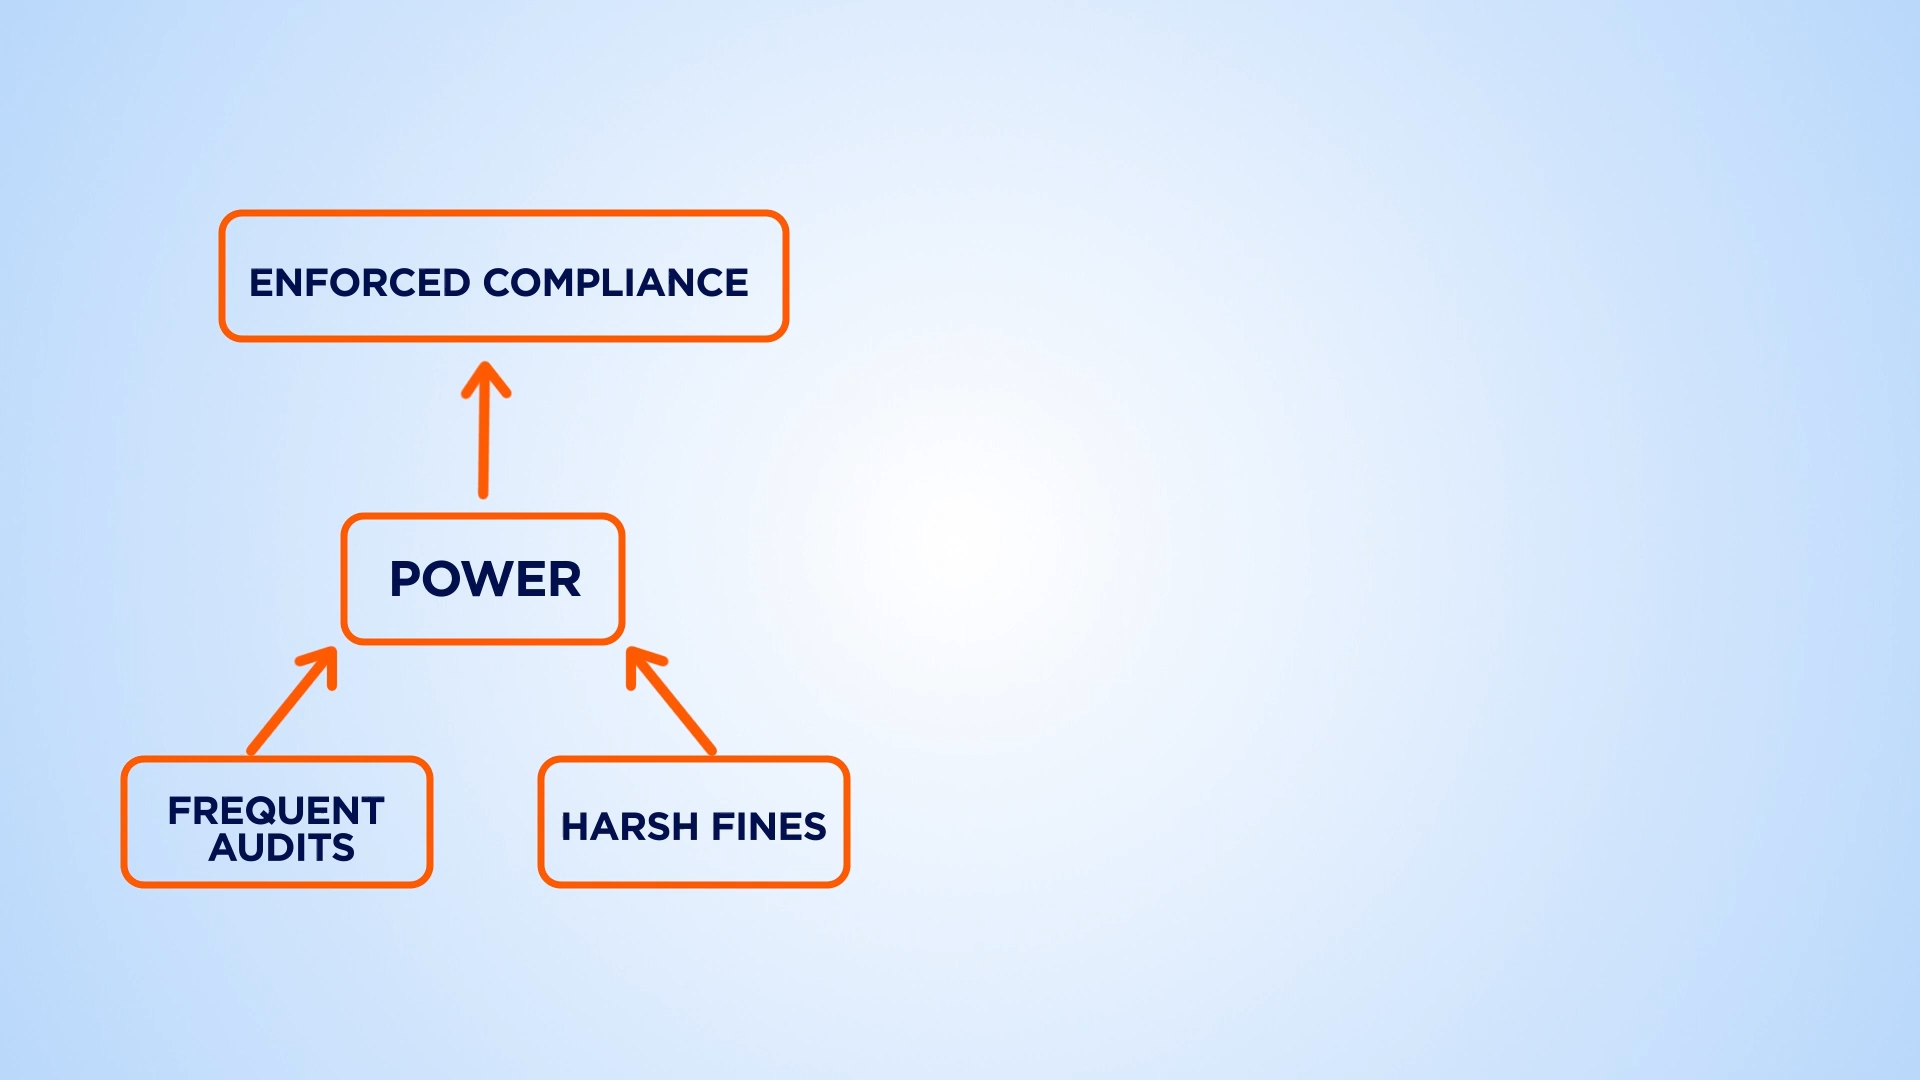 ENFORCED COMPLIANCE
POWER
FREQUENT
AUDITS
HARSH FINES